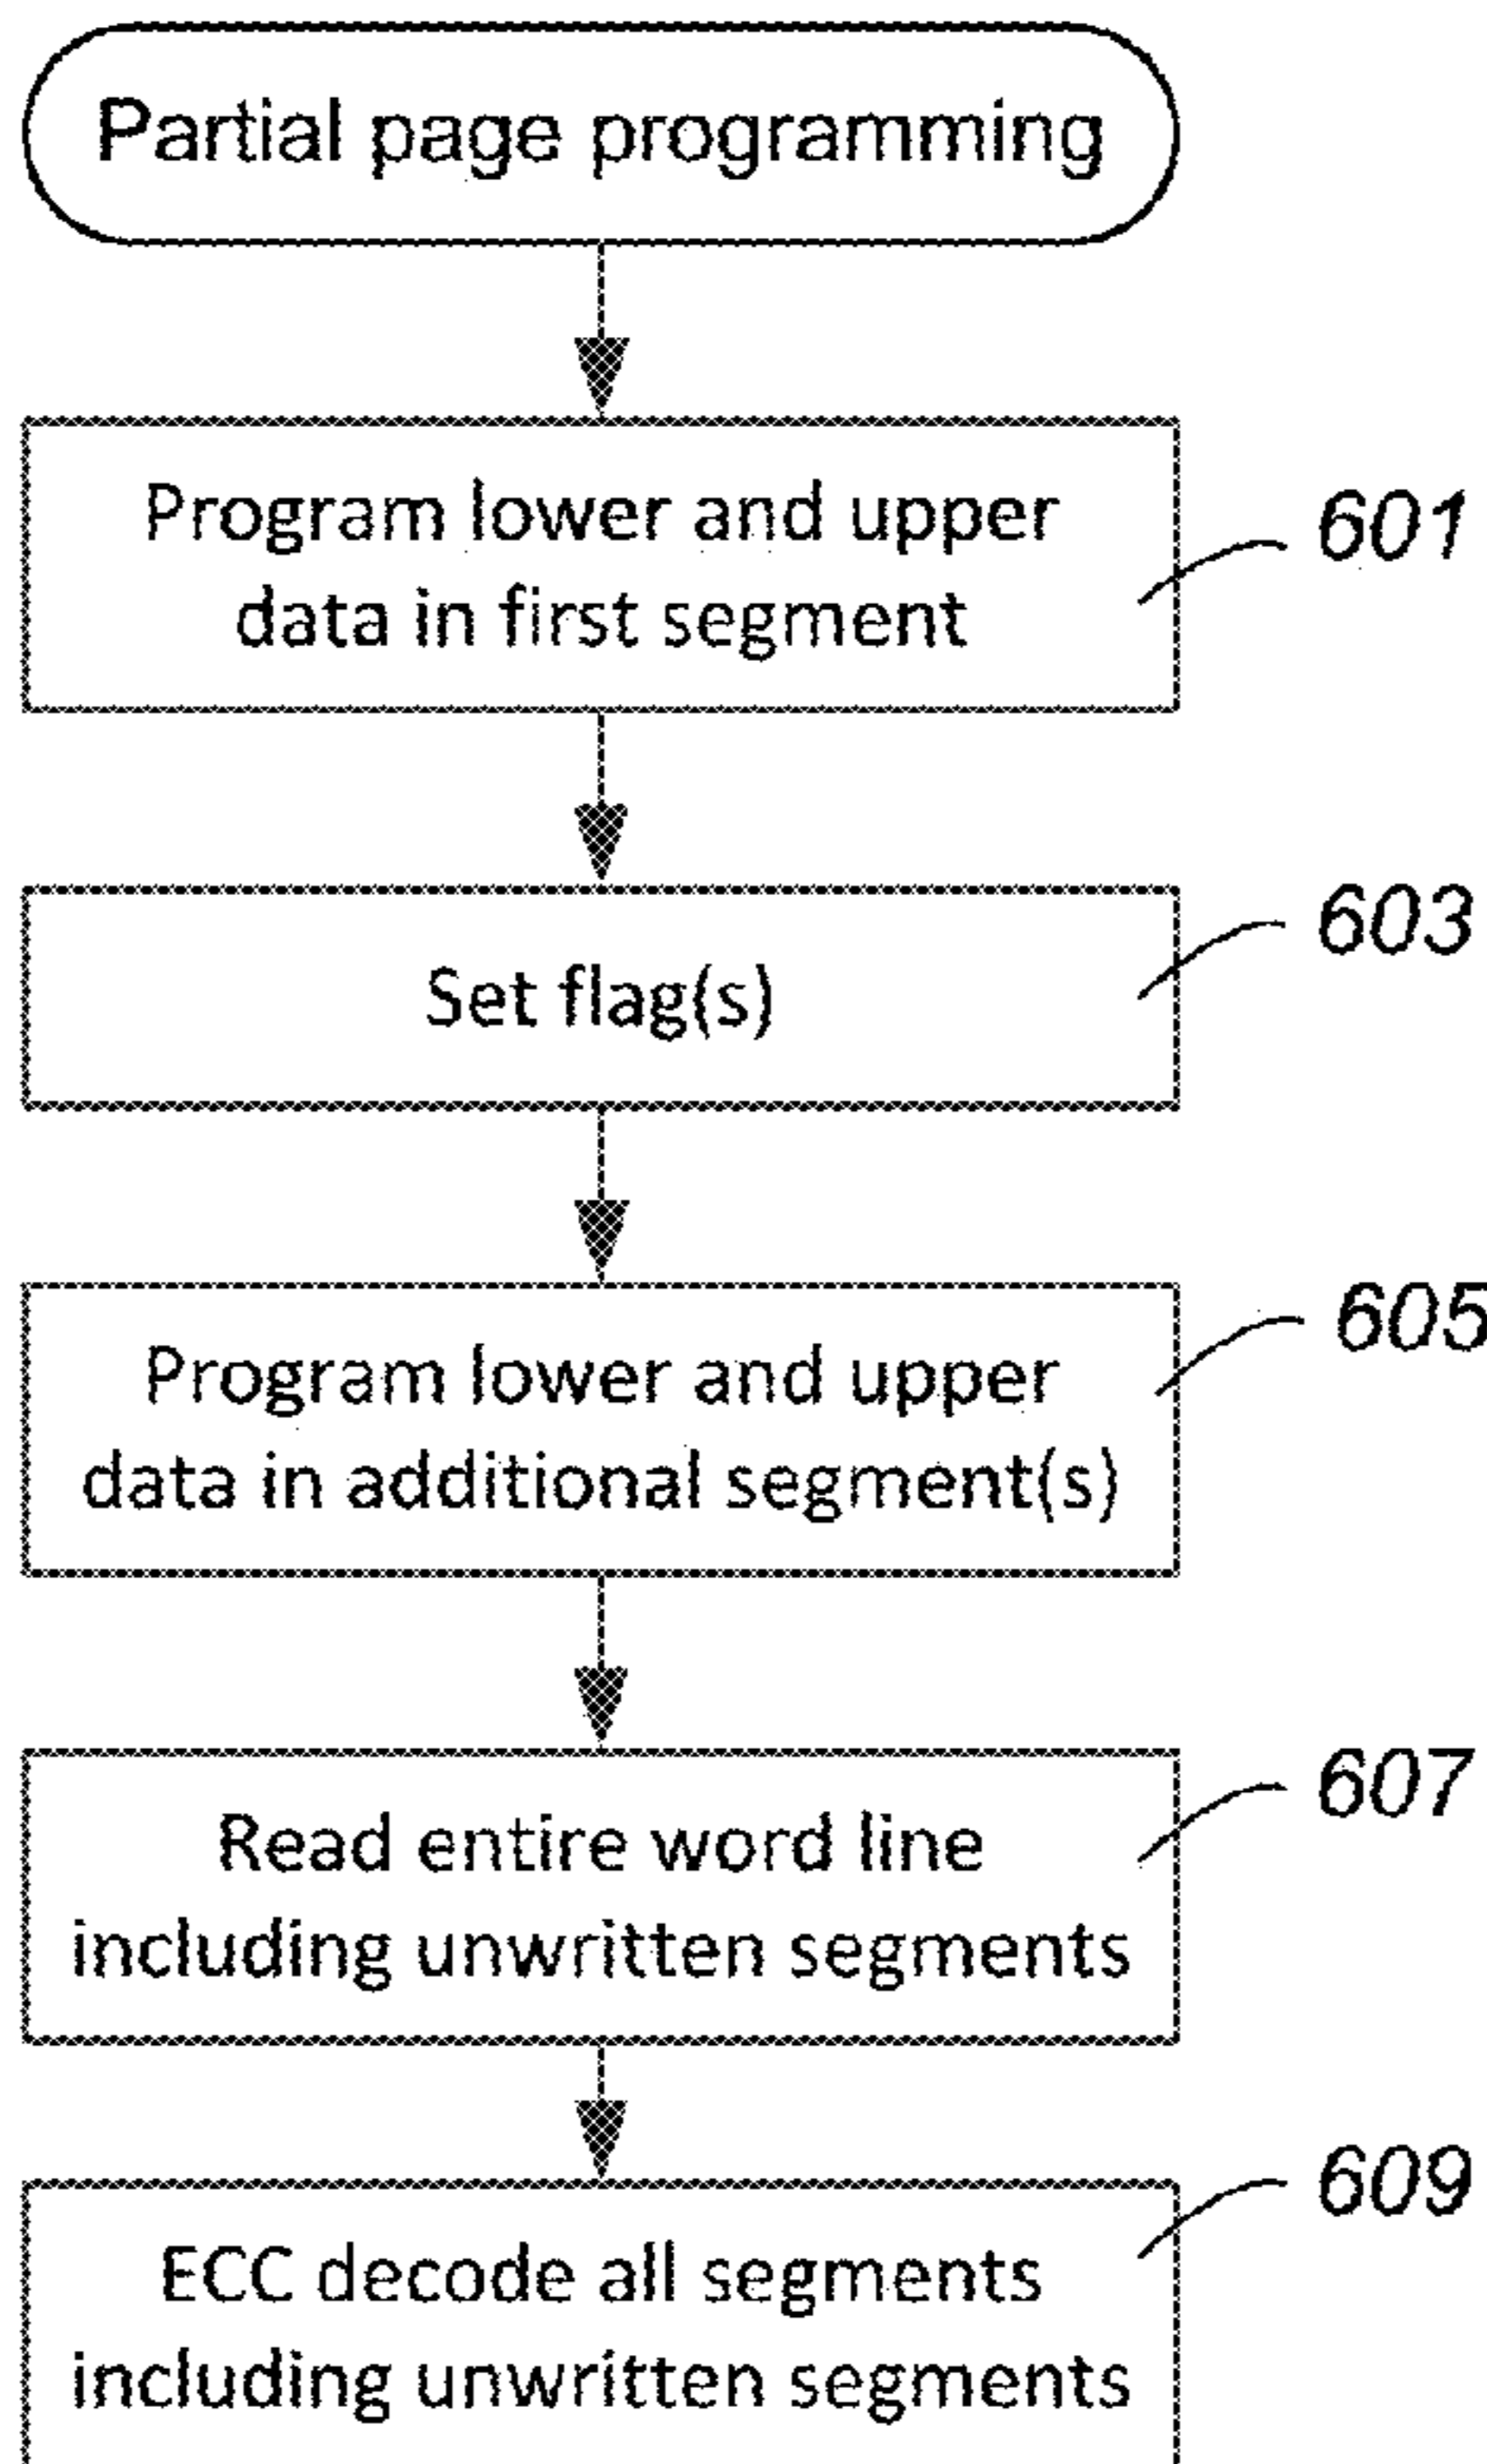 Partial page programming
Program lower and upper
data in first segment
601
Set flag(s)
603
Program lower and upper
data in additional segment(s)
605
Read entire word line
including unwritten segments
607
ECC decode all segments
including unwritten segments
609